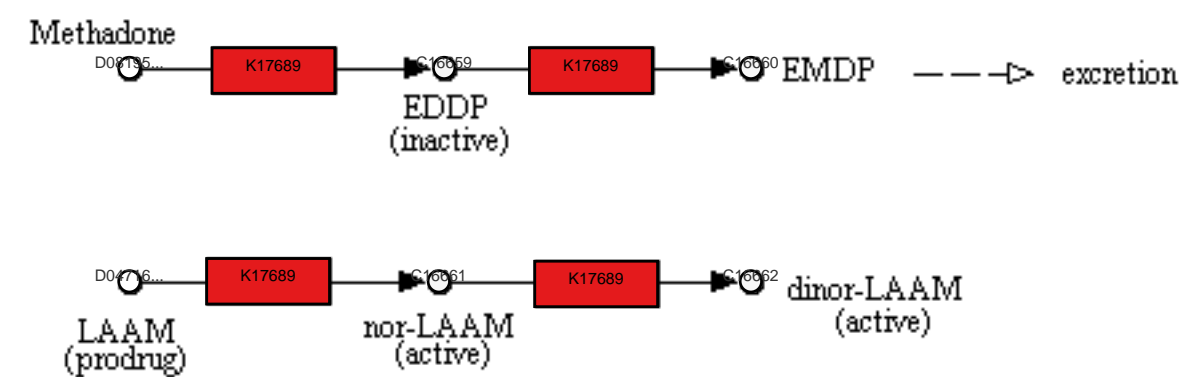 Methadone
D08195... K17689 C16659 K17689 C16660 EMDP excretion
EDDP
(inactive)
D04716... K17689 C16661 K17689 C16662 dinor-LAAM
(active)
LAAM
(prodrug)
nor-LAAM
(active)